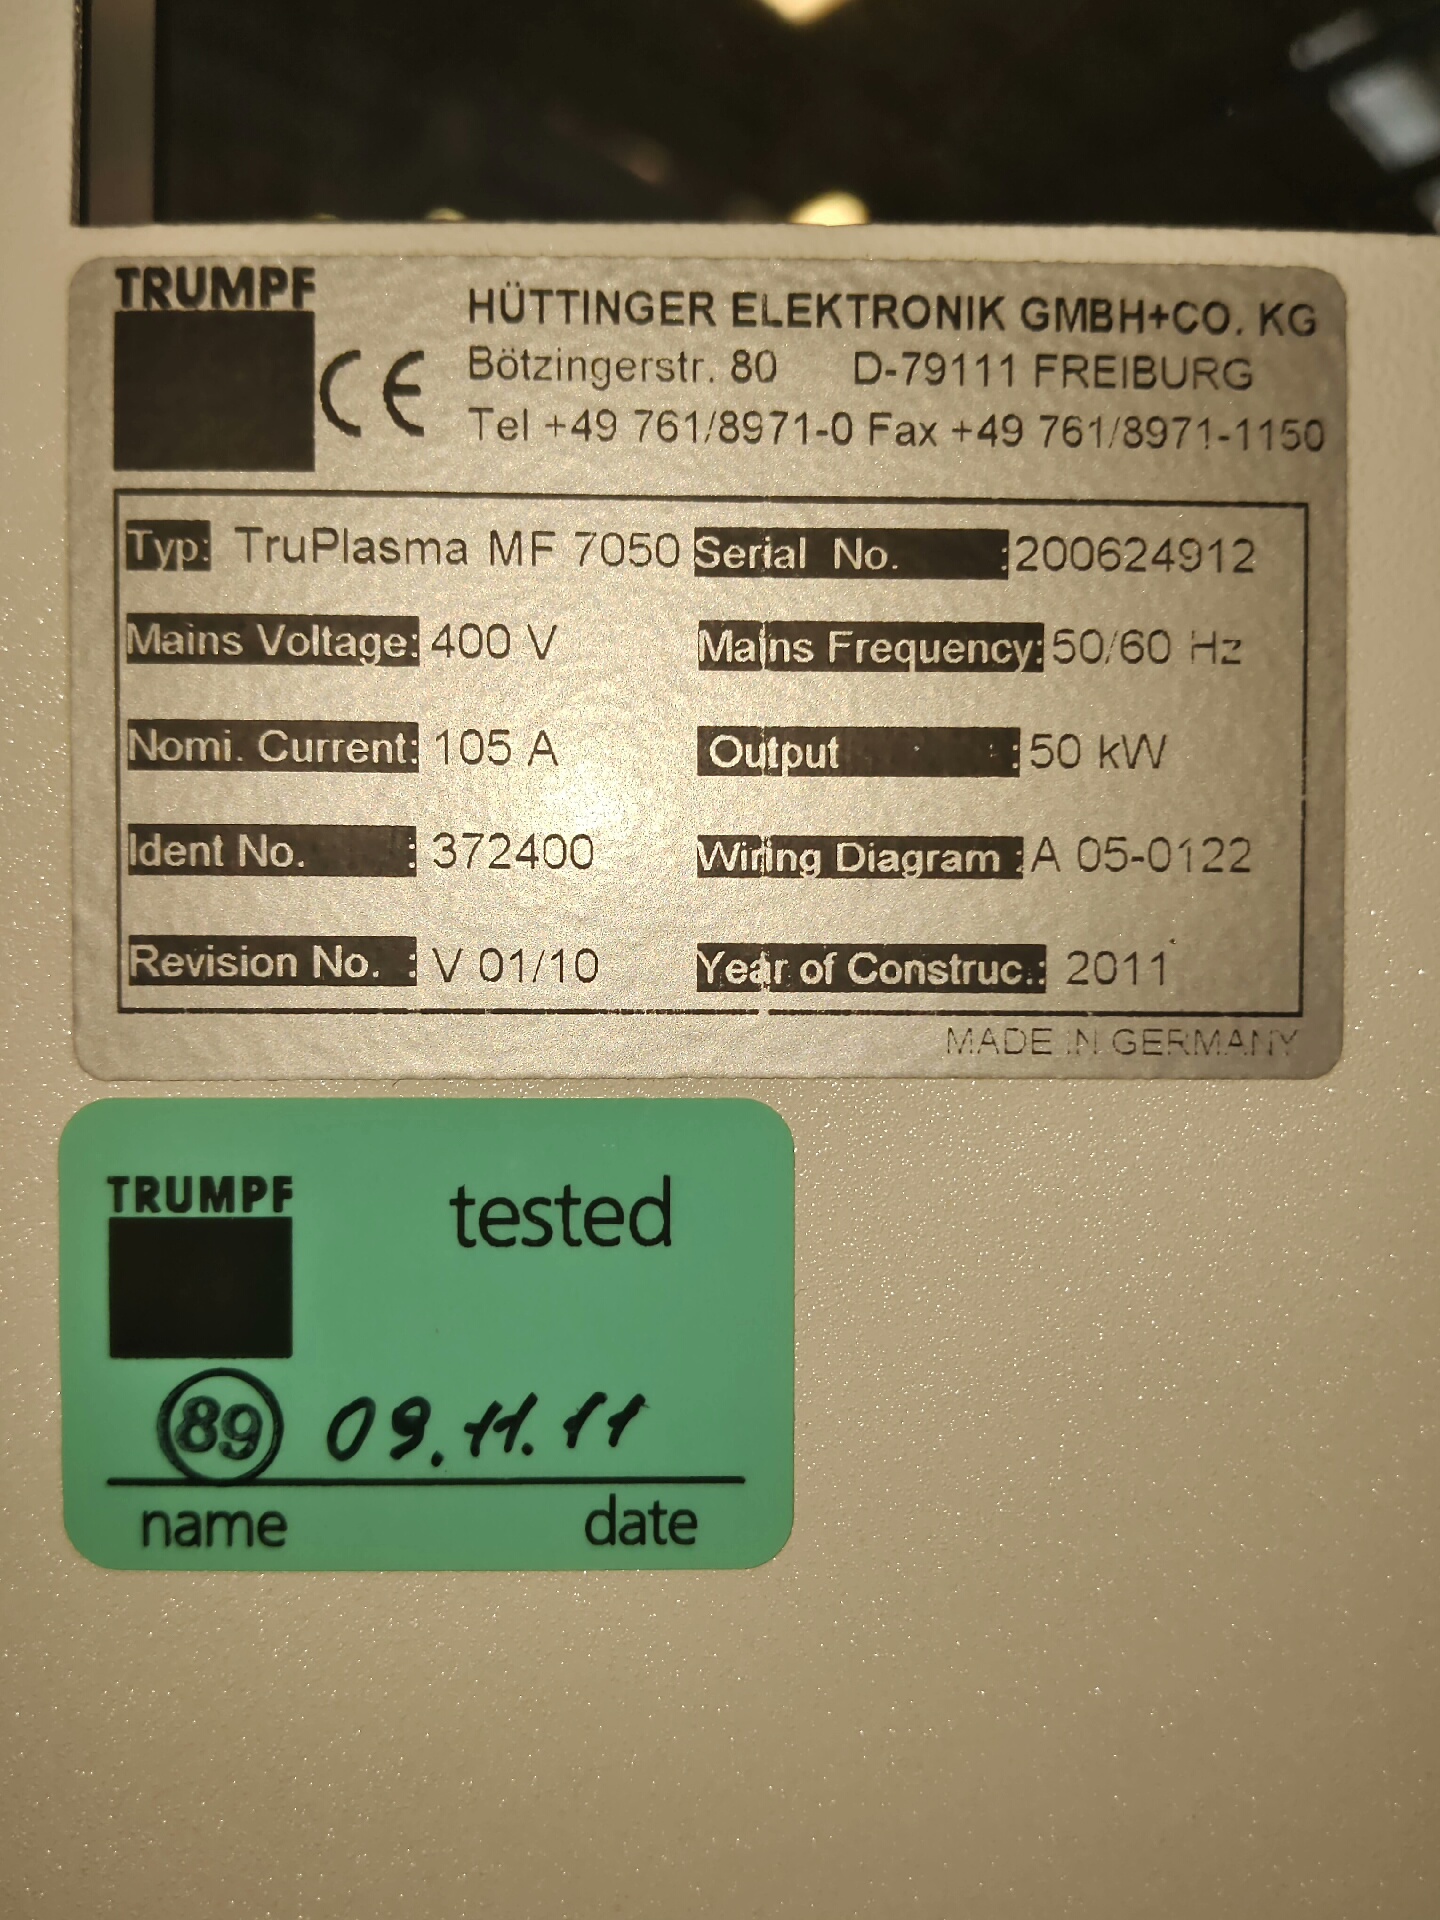 TRUMPF
CE
HÜTTINGER ELEKTRONIK GMBH+CO. KG
Bötzingerstr. 80 D-79111 FREIBURG
Tel +49 761/8971-0 Fax +49 761/8971-1150
Typ: TruPlasma MF 7050 Serial No. :200624912
Mains Voltage: 400 V Mains Frequency: 50/60 Hz
Nomi. Current: 105 A Output : 50 kW
Ident No. : 372400 Wiring Diagram : A 05-0122
Revision No. : V 01/10 Year of Construc.: 2011
MADE IN GERMANY
TRUMPF tested
89 09.11.11
name date